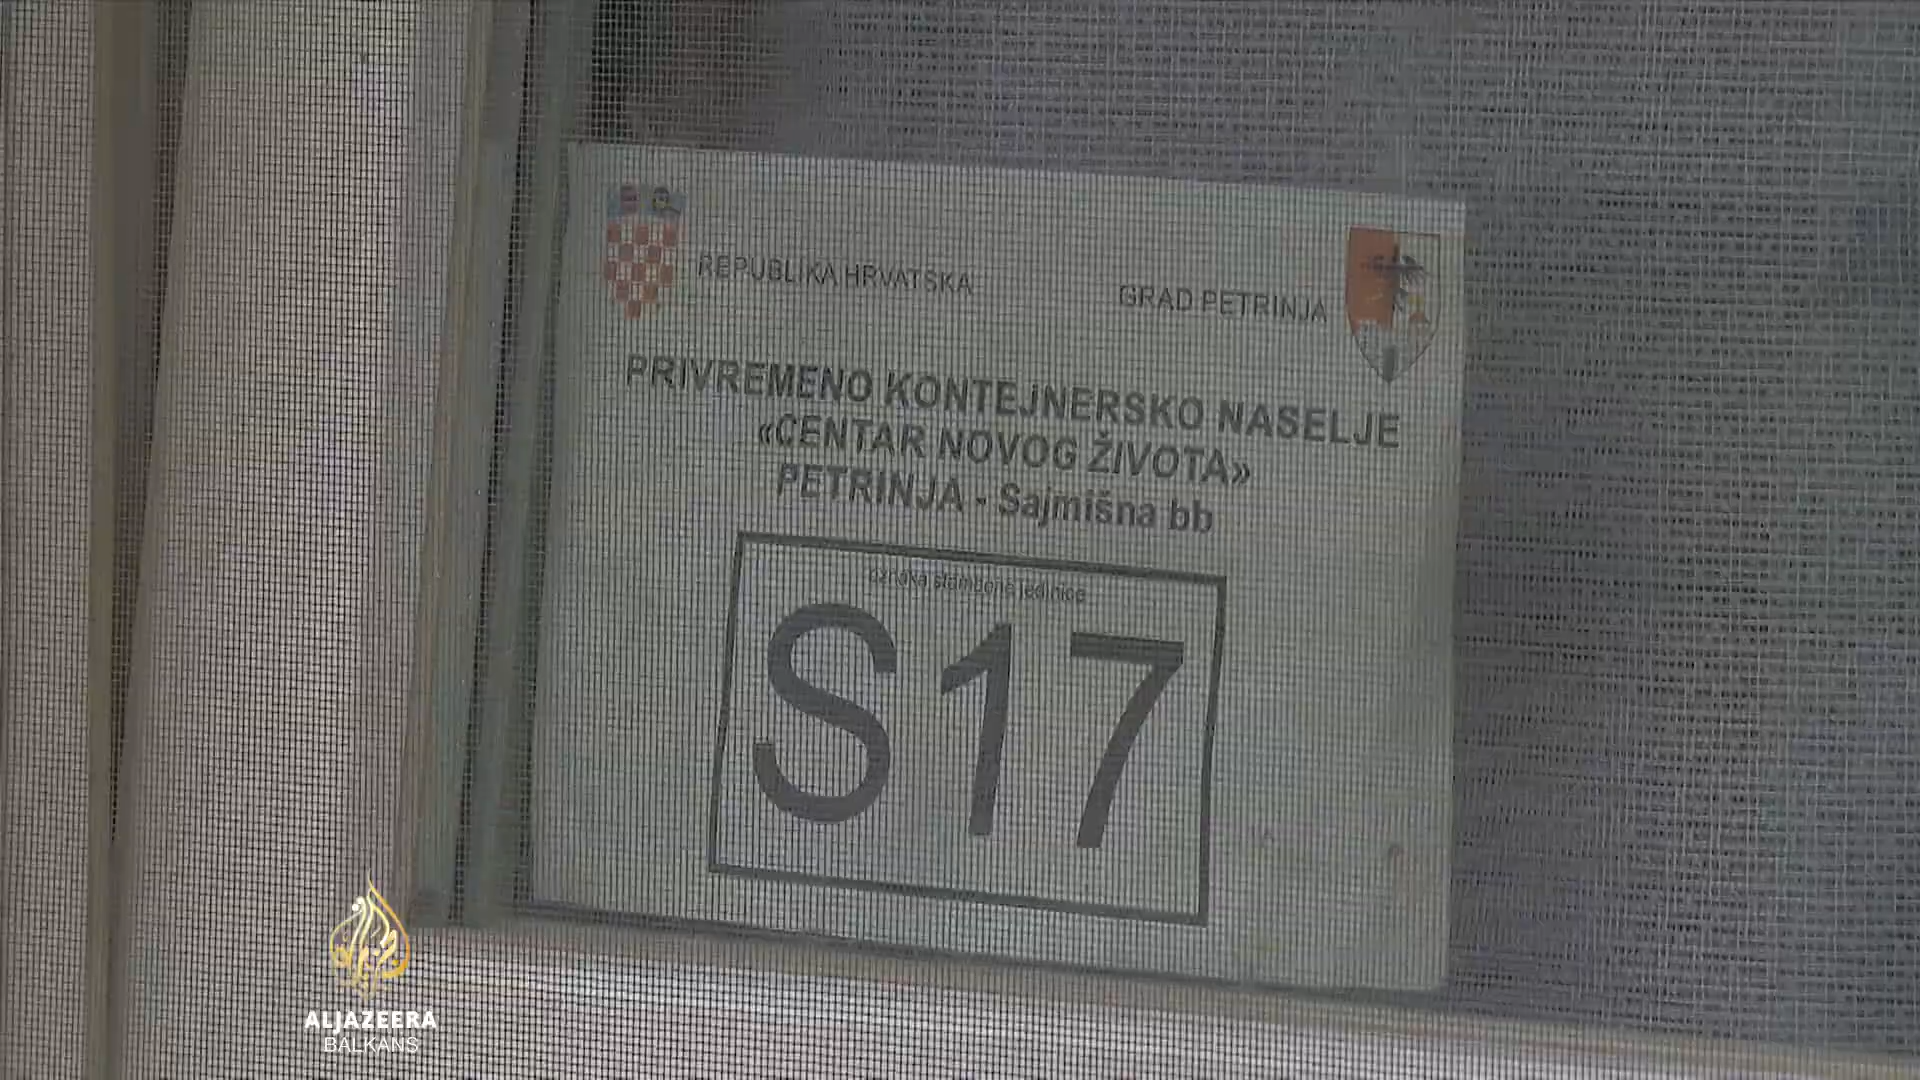 REPUBLIKA HRVATSKA
GRAD PETRINJA
PRIVREMENO KONTEJNERSKO NASELJE
«CENTAR NOVOG ŽIVOTA»
PETRINJA - Sajmišna bb
oznaka stambene jedinice
S17
ALJAZEERA
BALKANS